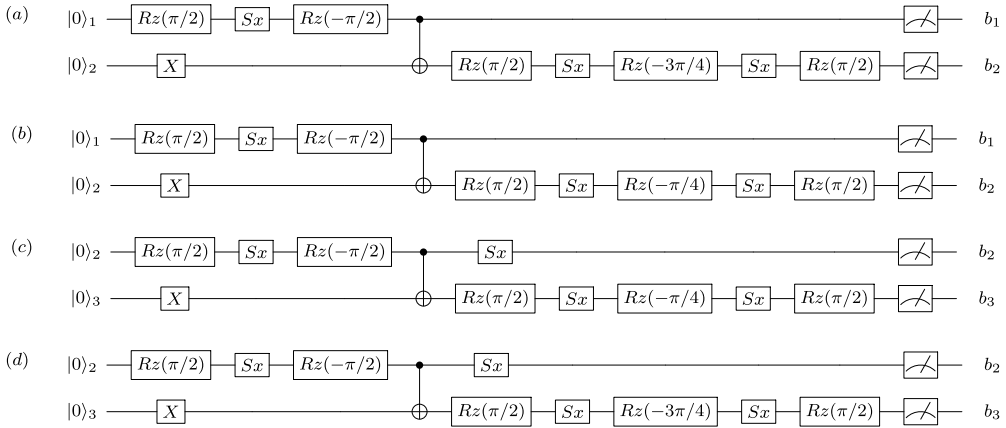 (a) |0⟩₁ Rz(π/2) Sx Rz(−π/2) b₁
|0⟩₂ X Rz(π/2) Sx Rz(−3π/4) Sx Rz(π/2) b₂
(b) |0⟩₁ Rz(π/2) Sx Rz(−π/2) b₁
|0⟩₂ X Rz(π/2) Sx Rz(−π/4) Sx Rz(π/2) b₂
(c) |0⟩₂ Rz(π/2) Sx Rz(−π/2) Sx b₂
|0⟩₃ X Rz(π/2) Sx Rz(−π/4) Sx Rz(π/2) b₃
(d) |0⟩₂ Rz(π/2) Sx Rz(−π/2) Sx b₂
|0⟩₃ X Rz(π/2) Sx Rz(−3π/4) Sx Rz(π/2) b₃